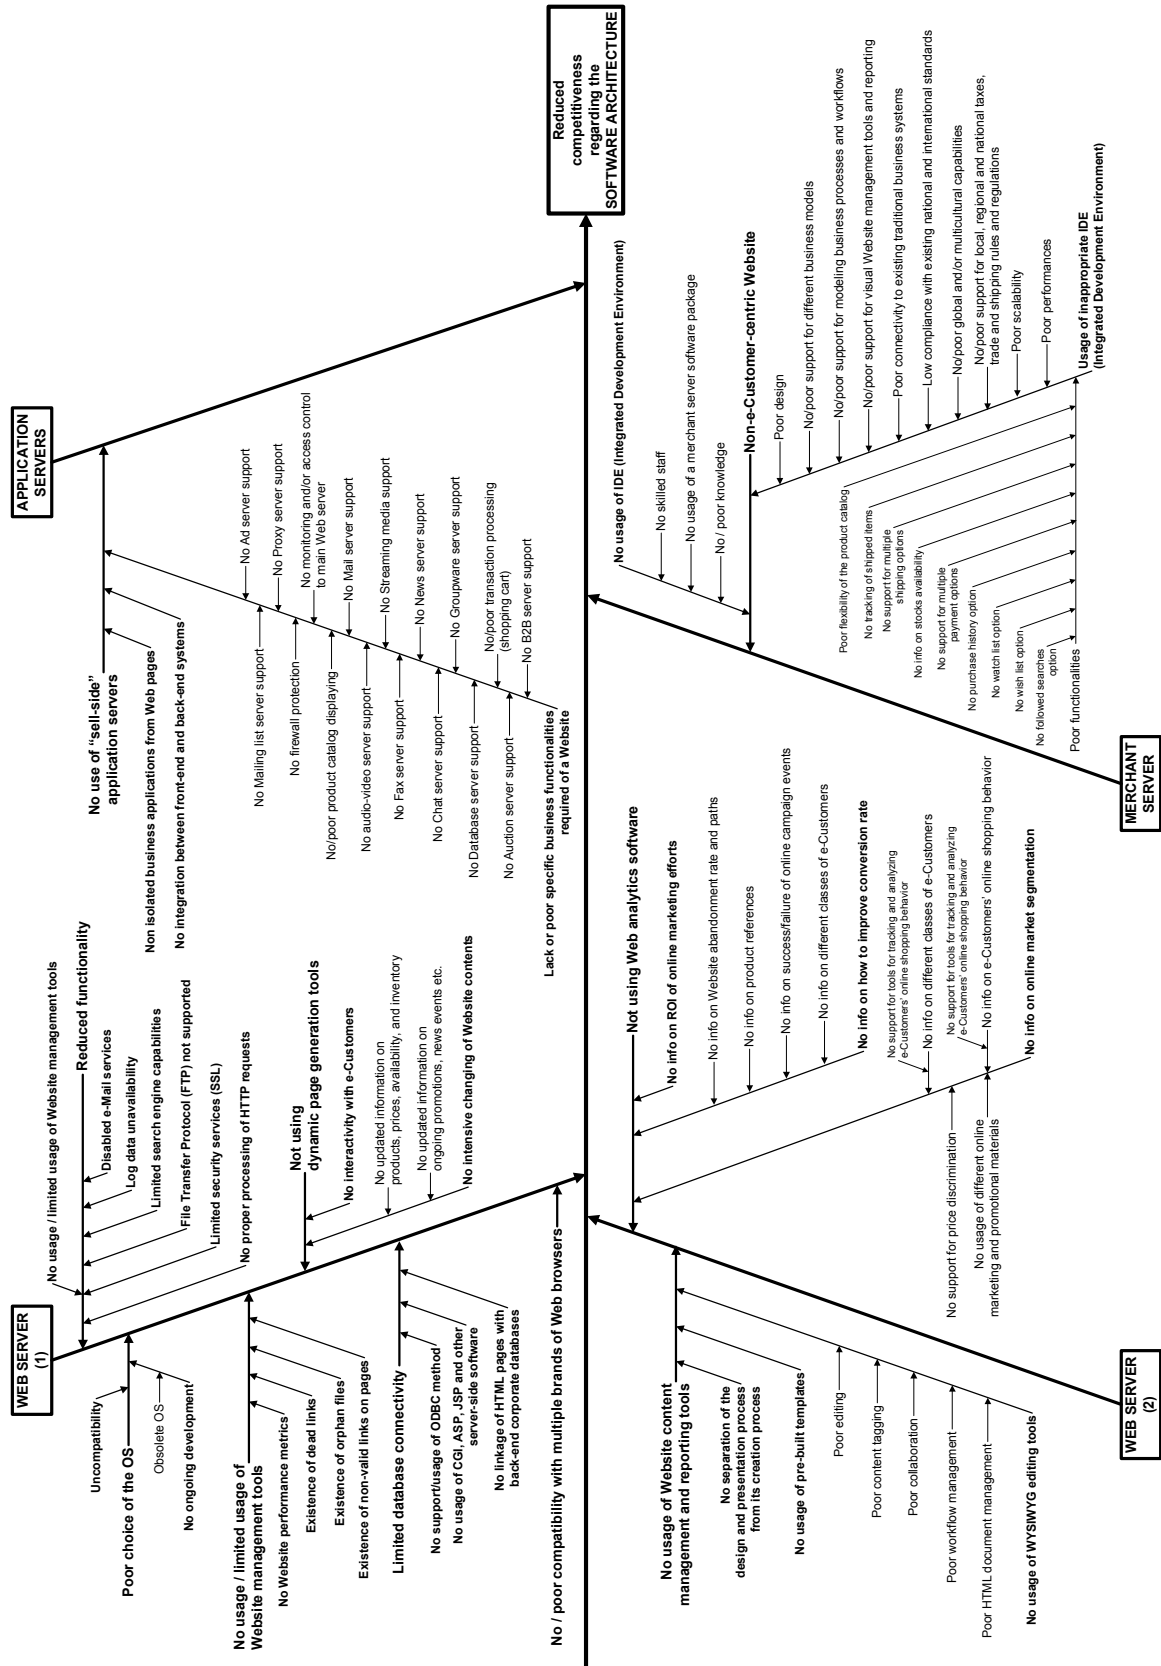 WEB SERVER
(1)
No usage / limited usage of Website management tools
Reduced functionality
Disabled e-Mail services
Log data unavailability
Limited search engine capabilities
File Transfer Protocol (FTP) not supported
Limited security services (SSL)
No proper processing of HTTP requests
Uncompatibility
Poor choice of the OS
Obsolete OS
No ongoing development
No usage / limited usage of
Website management tools
No Website performance metrics
Existence of dead links
Existence of orphan files
Existence of non-valid links on pages
Not using
dynamic page generation tools
No interactivity with e-Customers
No updated information on
products, prices, availability, and inventory
No updated information on
ongoing promotions, news events etc.
No intensive changing of Website contents
Limited database connectivity
No support/usage of ODBC method
No usage of CGI, ASP, JSP and other
server-side software
No linkage of HTML pages with
back-end corporate databases
No / poor compatibility with multiple brands of Web browsers
APPLICATION
SERVERS
No use of “sell-side”
application servers
Non isolated business applications from Web pages
No integration between front-end and back-end systems
No Ad server support
No Mailing list server support
No Proxy server support
No firewall protection
No monitoring and/or access control
to main Web server
No/poor product catalog displaying
No Mail server support
No audio-video server support
No Streaming media support
No Fax server support
No News server support
No Chat server support
No Groupware server support
No Database server support
No/poor transaction processing
(shopping cart)
No Auction server support
No B2B server support
Lack or poor specific business functionalities
required of a Website
Reduced
competitiveness
regarding the
SOFTWARE ARCHITECTURE
WEB SERVER
(2)
Not using Web analytics software
No info on ROI of online marketing efforts
No info on Website abandonment rate and paths
No info on product references
No info on success/failure of online campaign events
No info on different classes of e-Customers
No info on how to improve conversion rate
No support for tools for tracking and analyzing
e-Customers’ online shopping behavior
No info on different classes of e-Customers
No support for tools for tracking and analyzing
e-Customers’ online shopping behavior
No info on e-Customers’ online shopping behavior
No support for price discrimination
No usage of different online
marketing and promotional materials
No info on online market segmentation
No usage of Website content
management and reporting tools
No separation of the
design and presentation process
from its creation process
No usage of pre-built templates
Poor editing
Poor content tagging
Poor collaboration
Poor workflow management
Poor HTML document management
No usage of WYSIWYG editing tools
MERCHANT
SERVER
No usage of IDE (Integrated Development Environment)
No skilled staff
No usage of a merchant server software package
No / poor knowledge
Non-e-Customer-centric Website
Poor design
No/poor support for different business models
No/poor support for modeling business processes and workflows
No/poor support for visual Website management tools and reporting
Poor connectivity to existing traditional business systems
Low compliance with existing national and international standards
No/poor global and/or multicultural capabilities
No/poor support for local, regional and national taxes,
trade and shipping rules and regulations
Poor scalability
Poor performances
Usage of inappropriate IDE
(Integrated Development Environment)
Poor flexibility of the product catalog
No tracking of shipped items
No support for multiple
shipping options
No info on stocks availability
No support for multiple
payment options
No purchase history option
No watch list option
No wish list option
No followed searches
option
Poor functionalities